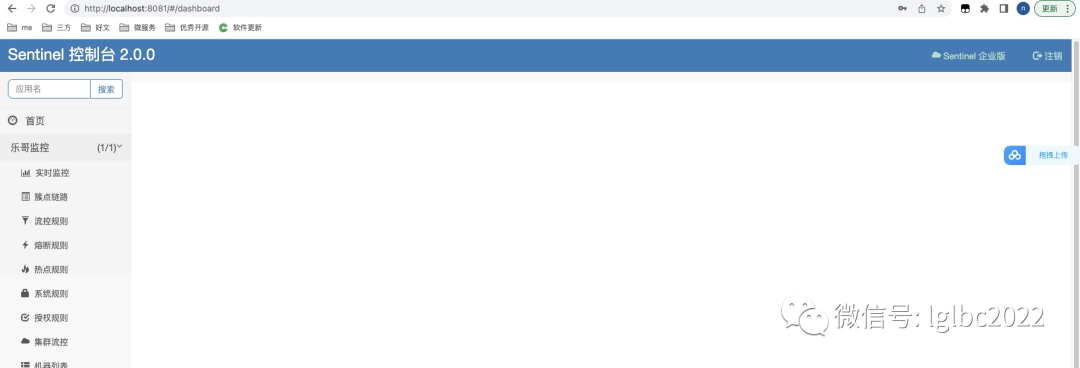 http://localhost:8081/#/dashboard
n
更新
me
三方
好文
微服务
优秀开源
软件更新
Sentinel 控制台 2.0.0
Sentinel 企业版
注销
应用名
搜索
首页
乐哥监控
(1/1)
拖拽上传
实时监控
簇点链路
流控规则
熔断规则
热点规则
系统规则
微信号: lglbc2022
授权规则
集群流控
机器列表